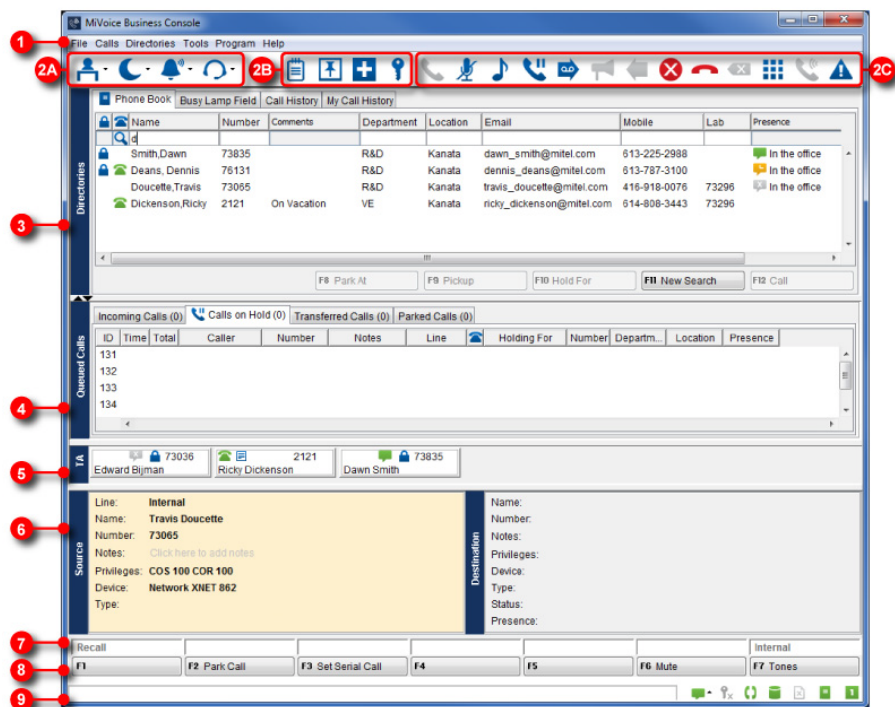 MiVoice Business Console
1
File Calls Directories Tools Program Help
2A
2B
2C
Phone Book Busy Lamp Field Call History My Call History
Name Number Comments Department Location Email Mobile Lab Presence
d
Smith,Dawn 73835 R&D Kanata dawn_smith@mitel.com 613-225-2988 In the office
Deans, Dennis 76131 R&D Kanata dennis_deans@mitel.com 613-787-3100 In the office
Doucette,Travis 73065 R&D Kanata travis_doucette@mitel.com 416-918-0076 73296 In the office
Dickenson,Ricky 2121 On Vacation VE Kanata ricky_dickenson@mitel.com 614-808-3443 73296
Directories
3
F8 Park At F9 Pickup F10 Hold For F11 New Search F12 Call
Incoming Calls (0) Calls on Hold (0) Transferred Calls (0) Parked Calls (0)
ID Time Total Caller Number Notes Line Holding For Number Departm... Location Presence
131
132
133
134
Queued Calls
4
TA
73036 2121 73835
Edward Bijman Ricky Dickenson Dawn Smith
5
Source
6
Line: Internal
Name: Travis Doucette
Number: 73065
Notes: Click here to add notes
Privileges: COS 100 COR 100
Device: Network XNET 862
Type:
Destination
Name:
Number:
Notes:
Privileges:
Device:
Type:
Status:
Presence:
7
Recall Internal
8
F1 F2 Park Call F3 Set Serial Call F4 F5 F6 Mute F7 Tones
9
1